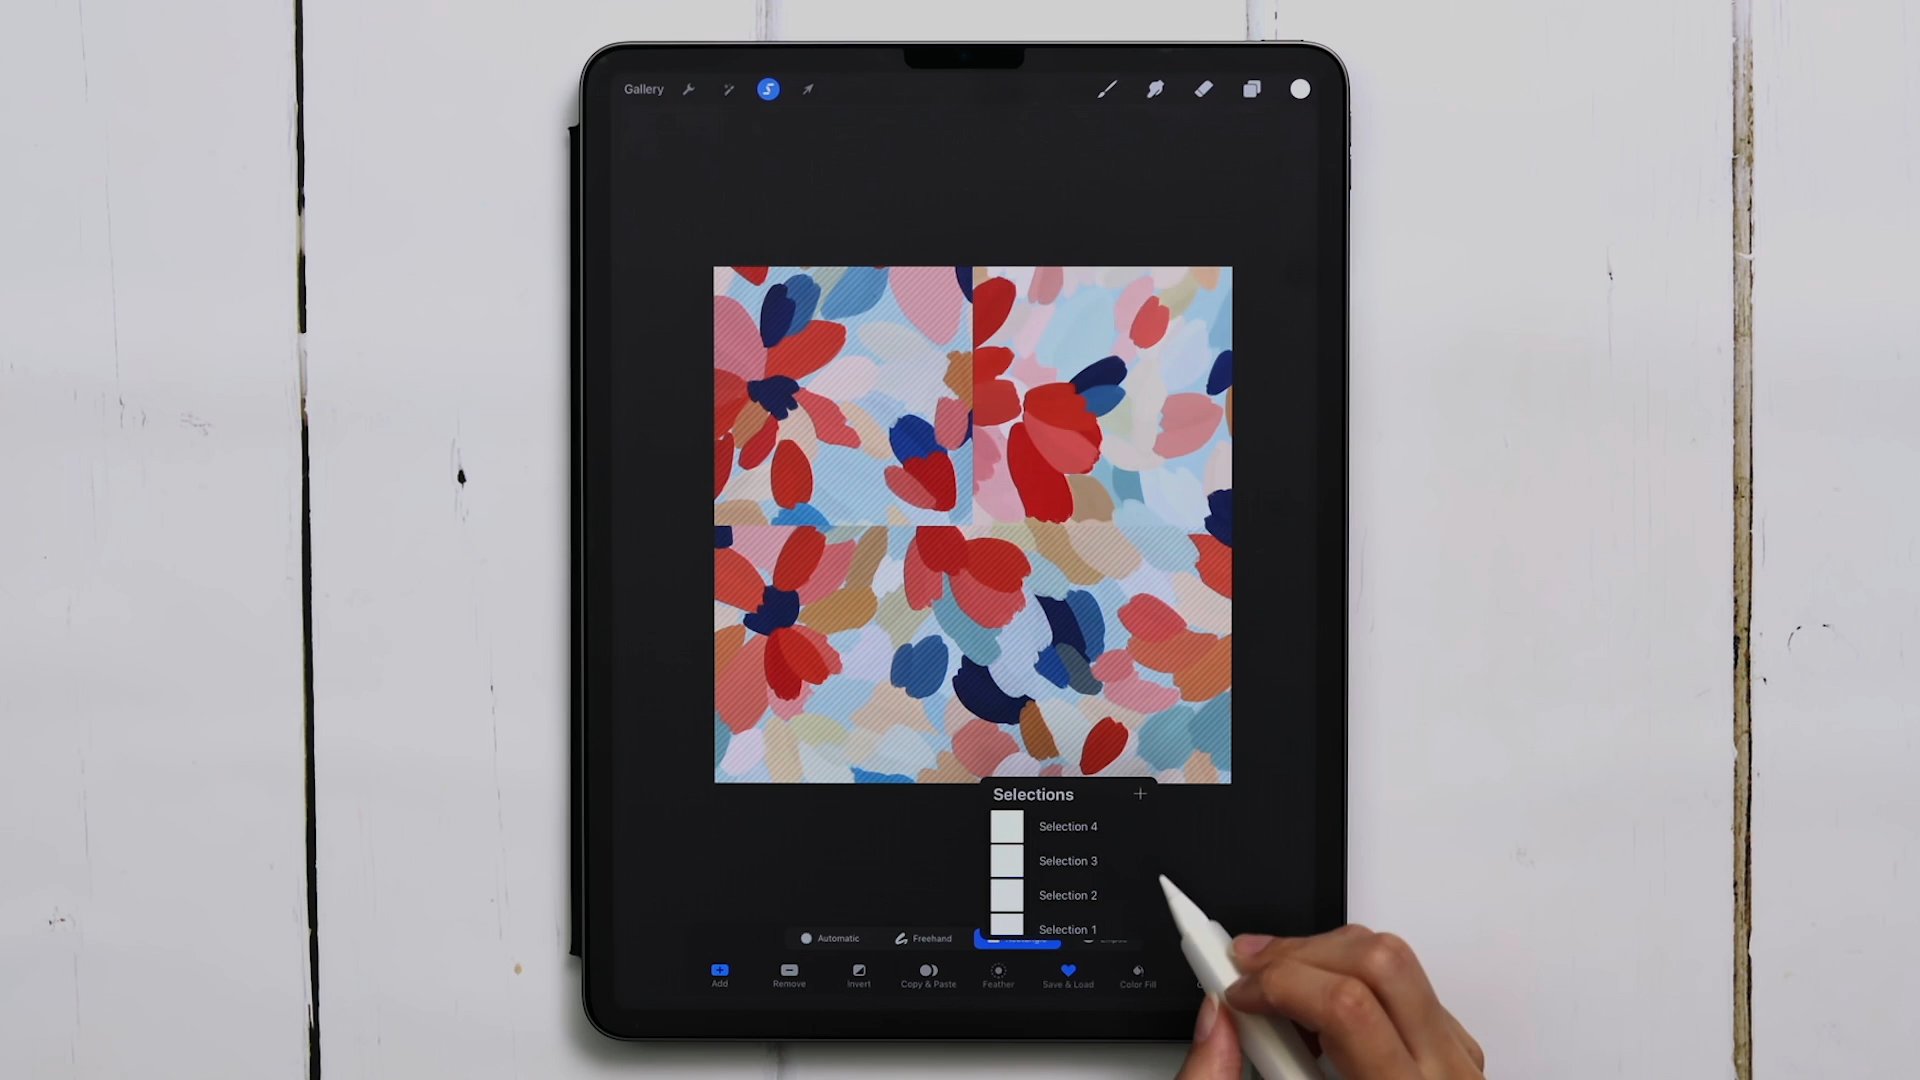 Gallery
Selections
Selection 4
Selection 3
Selection 2
Selection 1
Automatic
Freehand
Add
Remove
Invert
Copy & Paste
Feather
Save & Load
Color Fill